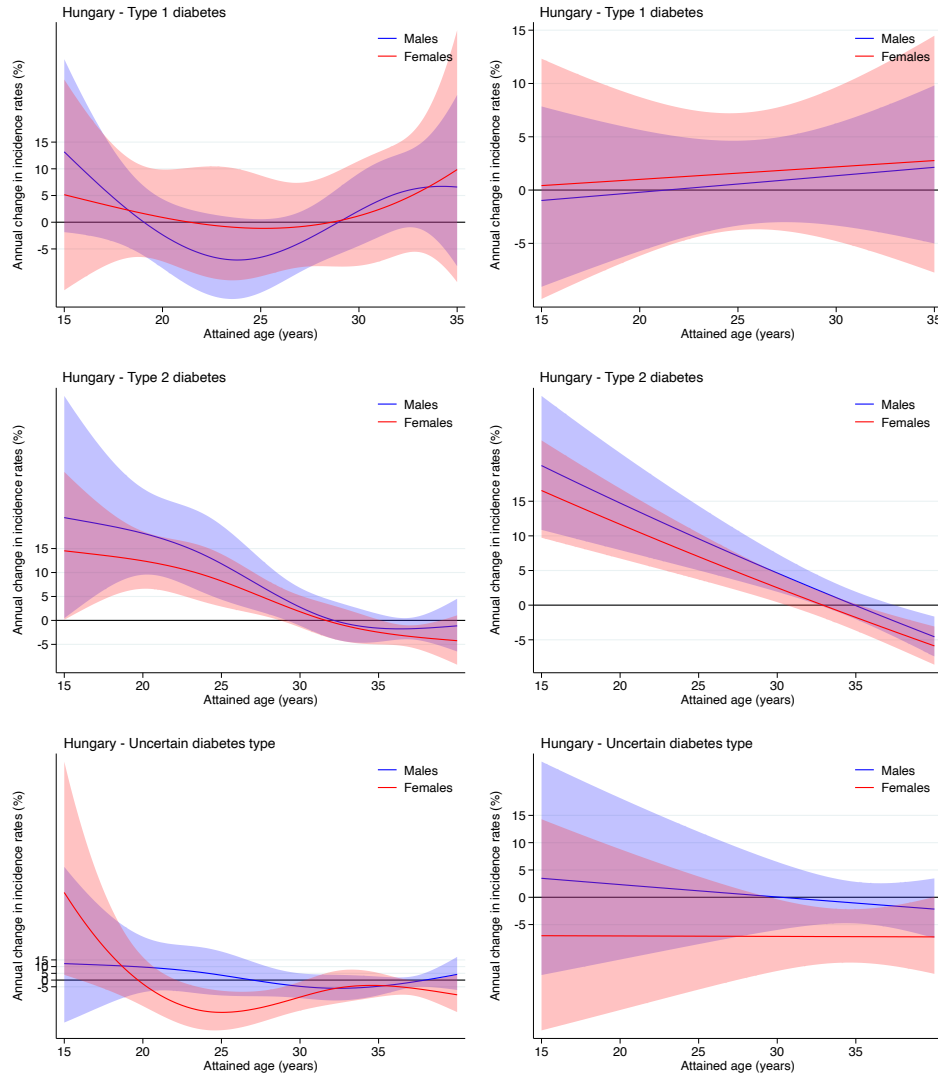 Hungary - Type 1 diabetes
Annual change in incidence rates (%)
15
10
5
0
-5
Males
Females
15
20
25
30
35
Attained age (years)
Hungary - Type 1 diabetes
Annual change in incidence rates (%)
15
10
5
0
-5
Males
Females
15
20
25
30
35
Attained age (years)
Hungary - Type 2 diabetes
Annual change in incidence rates (%)
15
10
5
0
-5
Males
Females
15
20
25
30
35
Attained age (years)
Hungary - Type 2 diabetes
Annual change in incidence rates (%)
15
10
5
0
-5
Males
Females
15
20
25
30
35
Attained age (years)
Hungary - Uncertain diabetes type
Annual change in incidence rates (%)
15
10
5
0
-5
Males
Females
15
20
25
30
35
Attained age (years)
Hungary - Uncertain diabetes type
Annual change in incidence rates (%)
15
10
5
0
-5
Males
Females
15
20
25
30
35
Attained age (years)